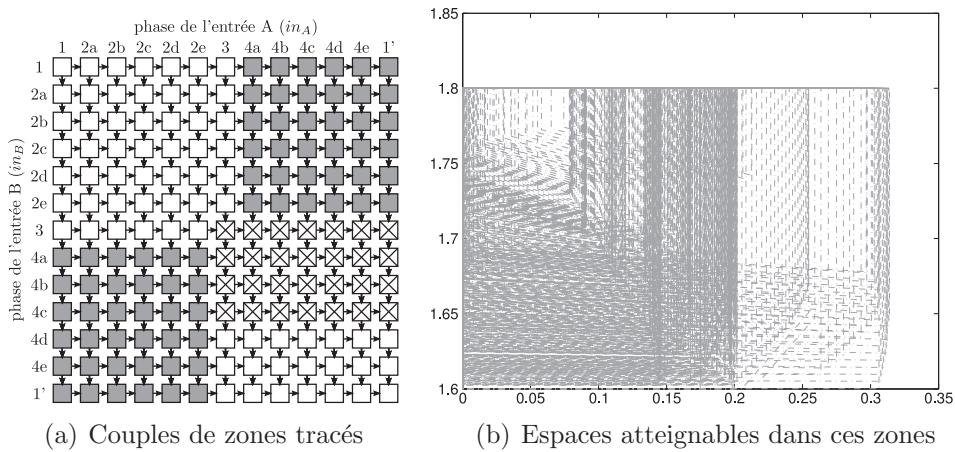 phase de l'entrée A (in_A)
1 2a 2b 2c 2d 2e 3 4a 4b 4c 4d 4e 1'
phase de l'entrée B (in_B)
1
2a
2b
2c
2d
2e
3
4a
4b
4c
4d
4e
1'
(a) Couples de zones tracés
1.85
1.8
1.75
1.7
1.65
1.6
0 0.05 0.1 0.15 0.2 0.25 0.3 0.35
(b) Espaces atteignables dans ces zones